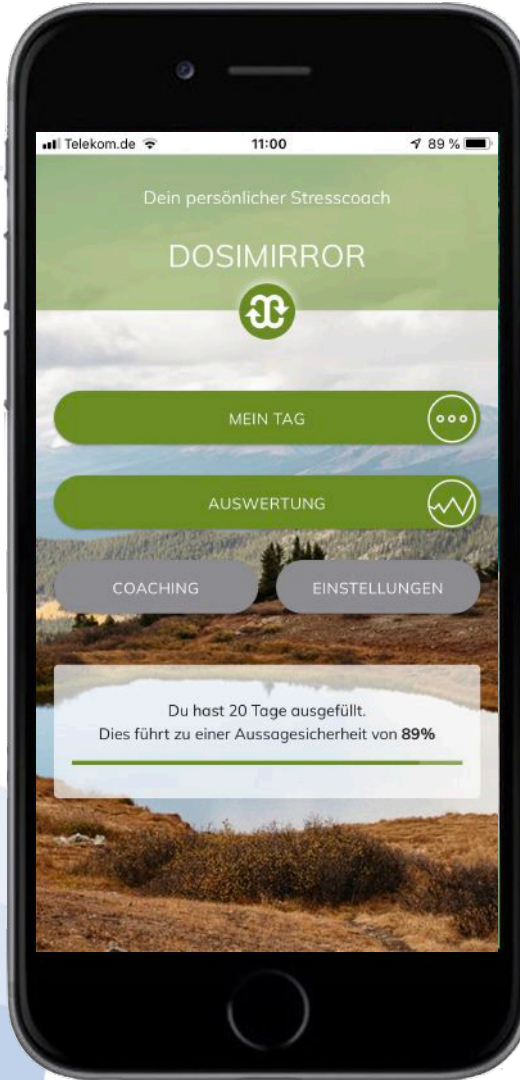 Telekom.de 11:00 89 %
Dein persönlicher Stresscoach
DOSIMIRROR
MEIN TAG
AUSWERTUNG
COACHING EINSTELLUNGEN
Du hast 20 Tage ausgefüllt.
Dies führt zu einer Aussagesicherheit von 89%